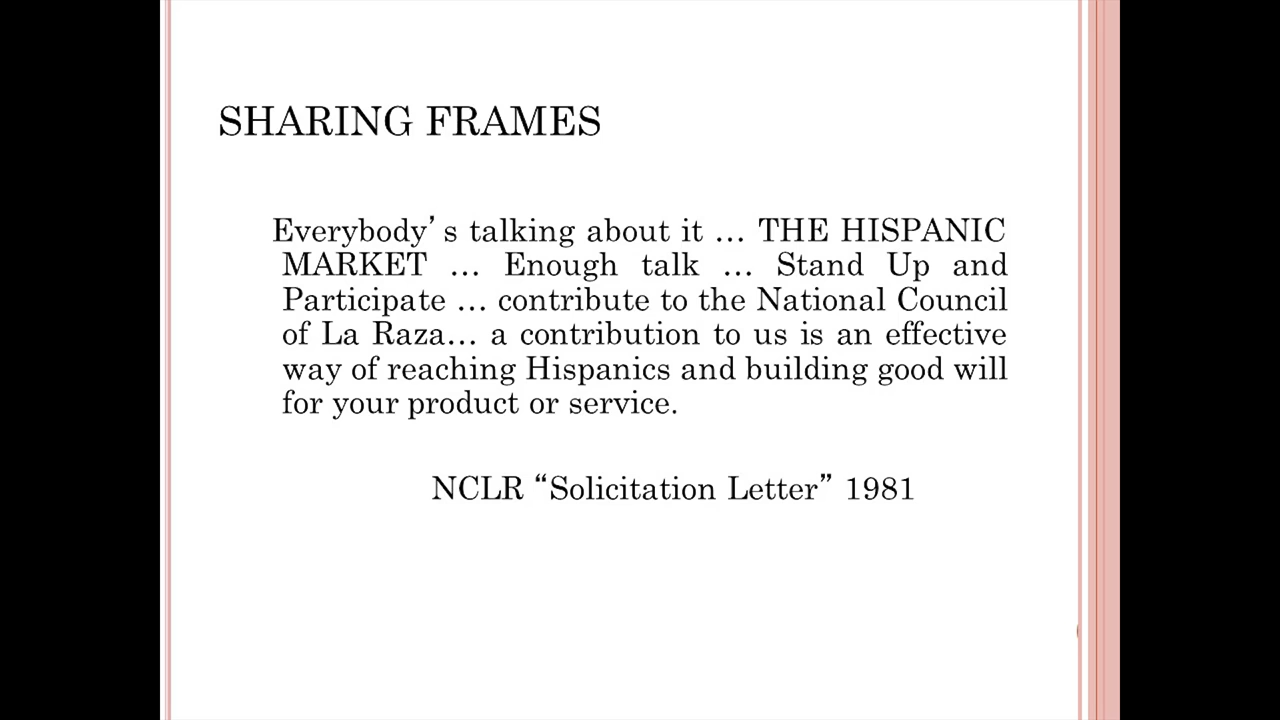 SHARING FRAMES
Everybody’s talking about it … THE HISPANIC
MARKET … Enough talk … Stand Up and
Participate … contribute to the National Council
of La Raza… a contribution to us is an effective
way of reaching Hispanics and building good will
for your product or service.
NCLR “Solicitation Letter” 1981